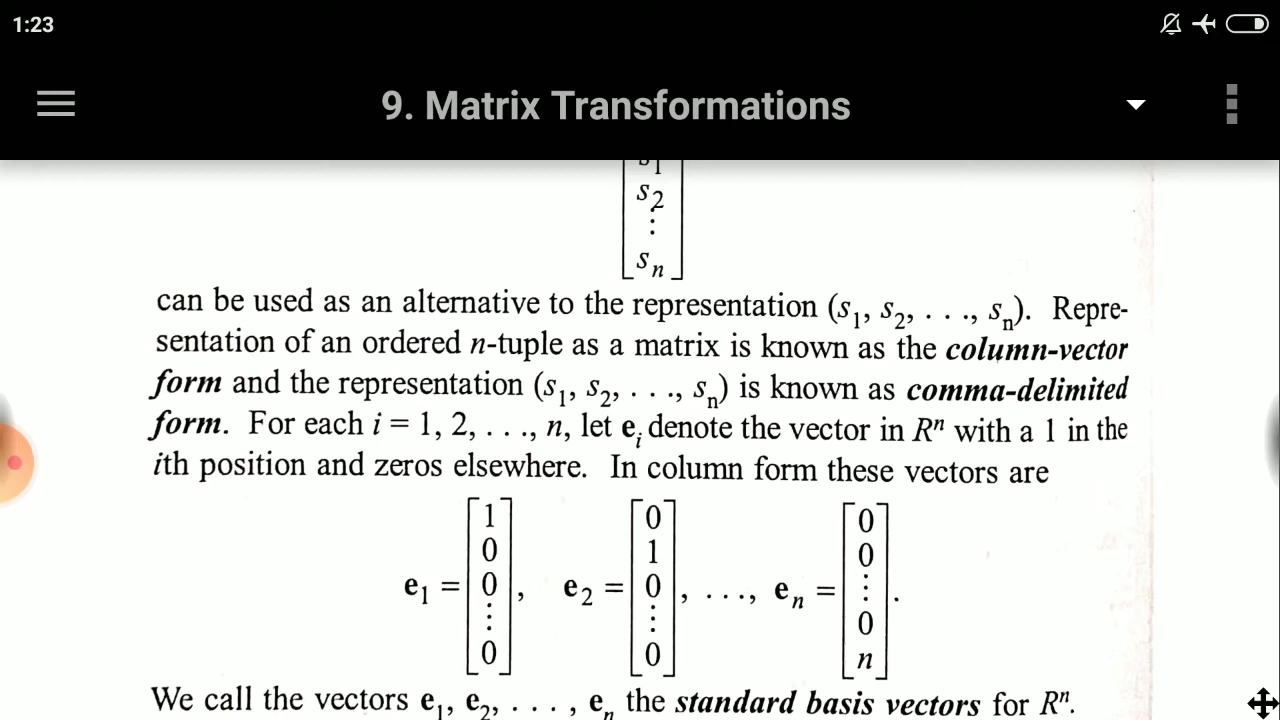 1:23
9. Matrix Transformations
s1
s2
⋮
sn
can be used as an alternative to the representation (s1, s2, . . ., sn). Repre-
sentation of an ordered n-tuple as a matrix is known as the column-vector
form and the representation (s1, s2, . . ., sn) is known as comma-delimited
form. For each i = 1, 2, . . ., n, let ei denote the vector in Rⁿ with a 1 in the
ith position and zeros elsewhere. In column form these vectors are
e1 = [1 0 0 ⋮ 0], e2 = [0 1 0 ⋮ 0], . . ., en = [0 0 ⋮ 0 n].
We call the vectors e1, e2, . . . , en the standard basis vectors for Rⁿ.